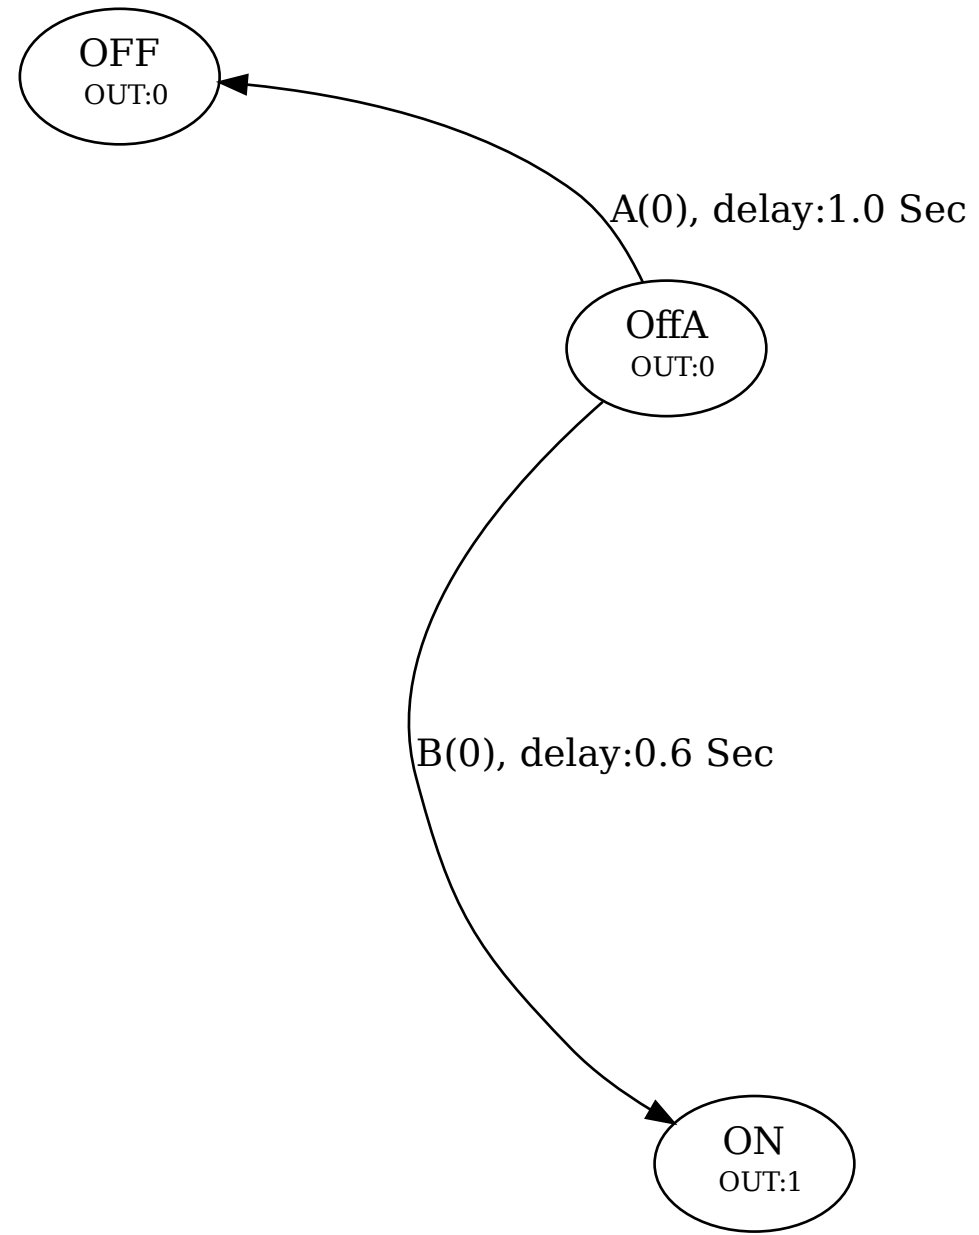 OFF
OUT:0
A(0), delay:1.0 Sec
OffA
OUT:0
B(0), delay:0.6 Sec
ON
OUT:1